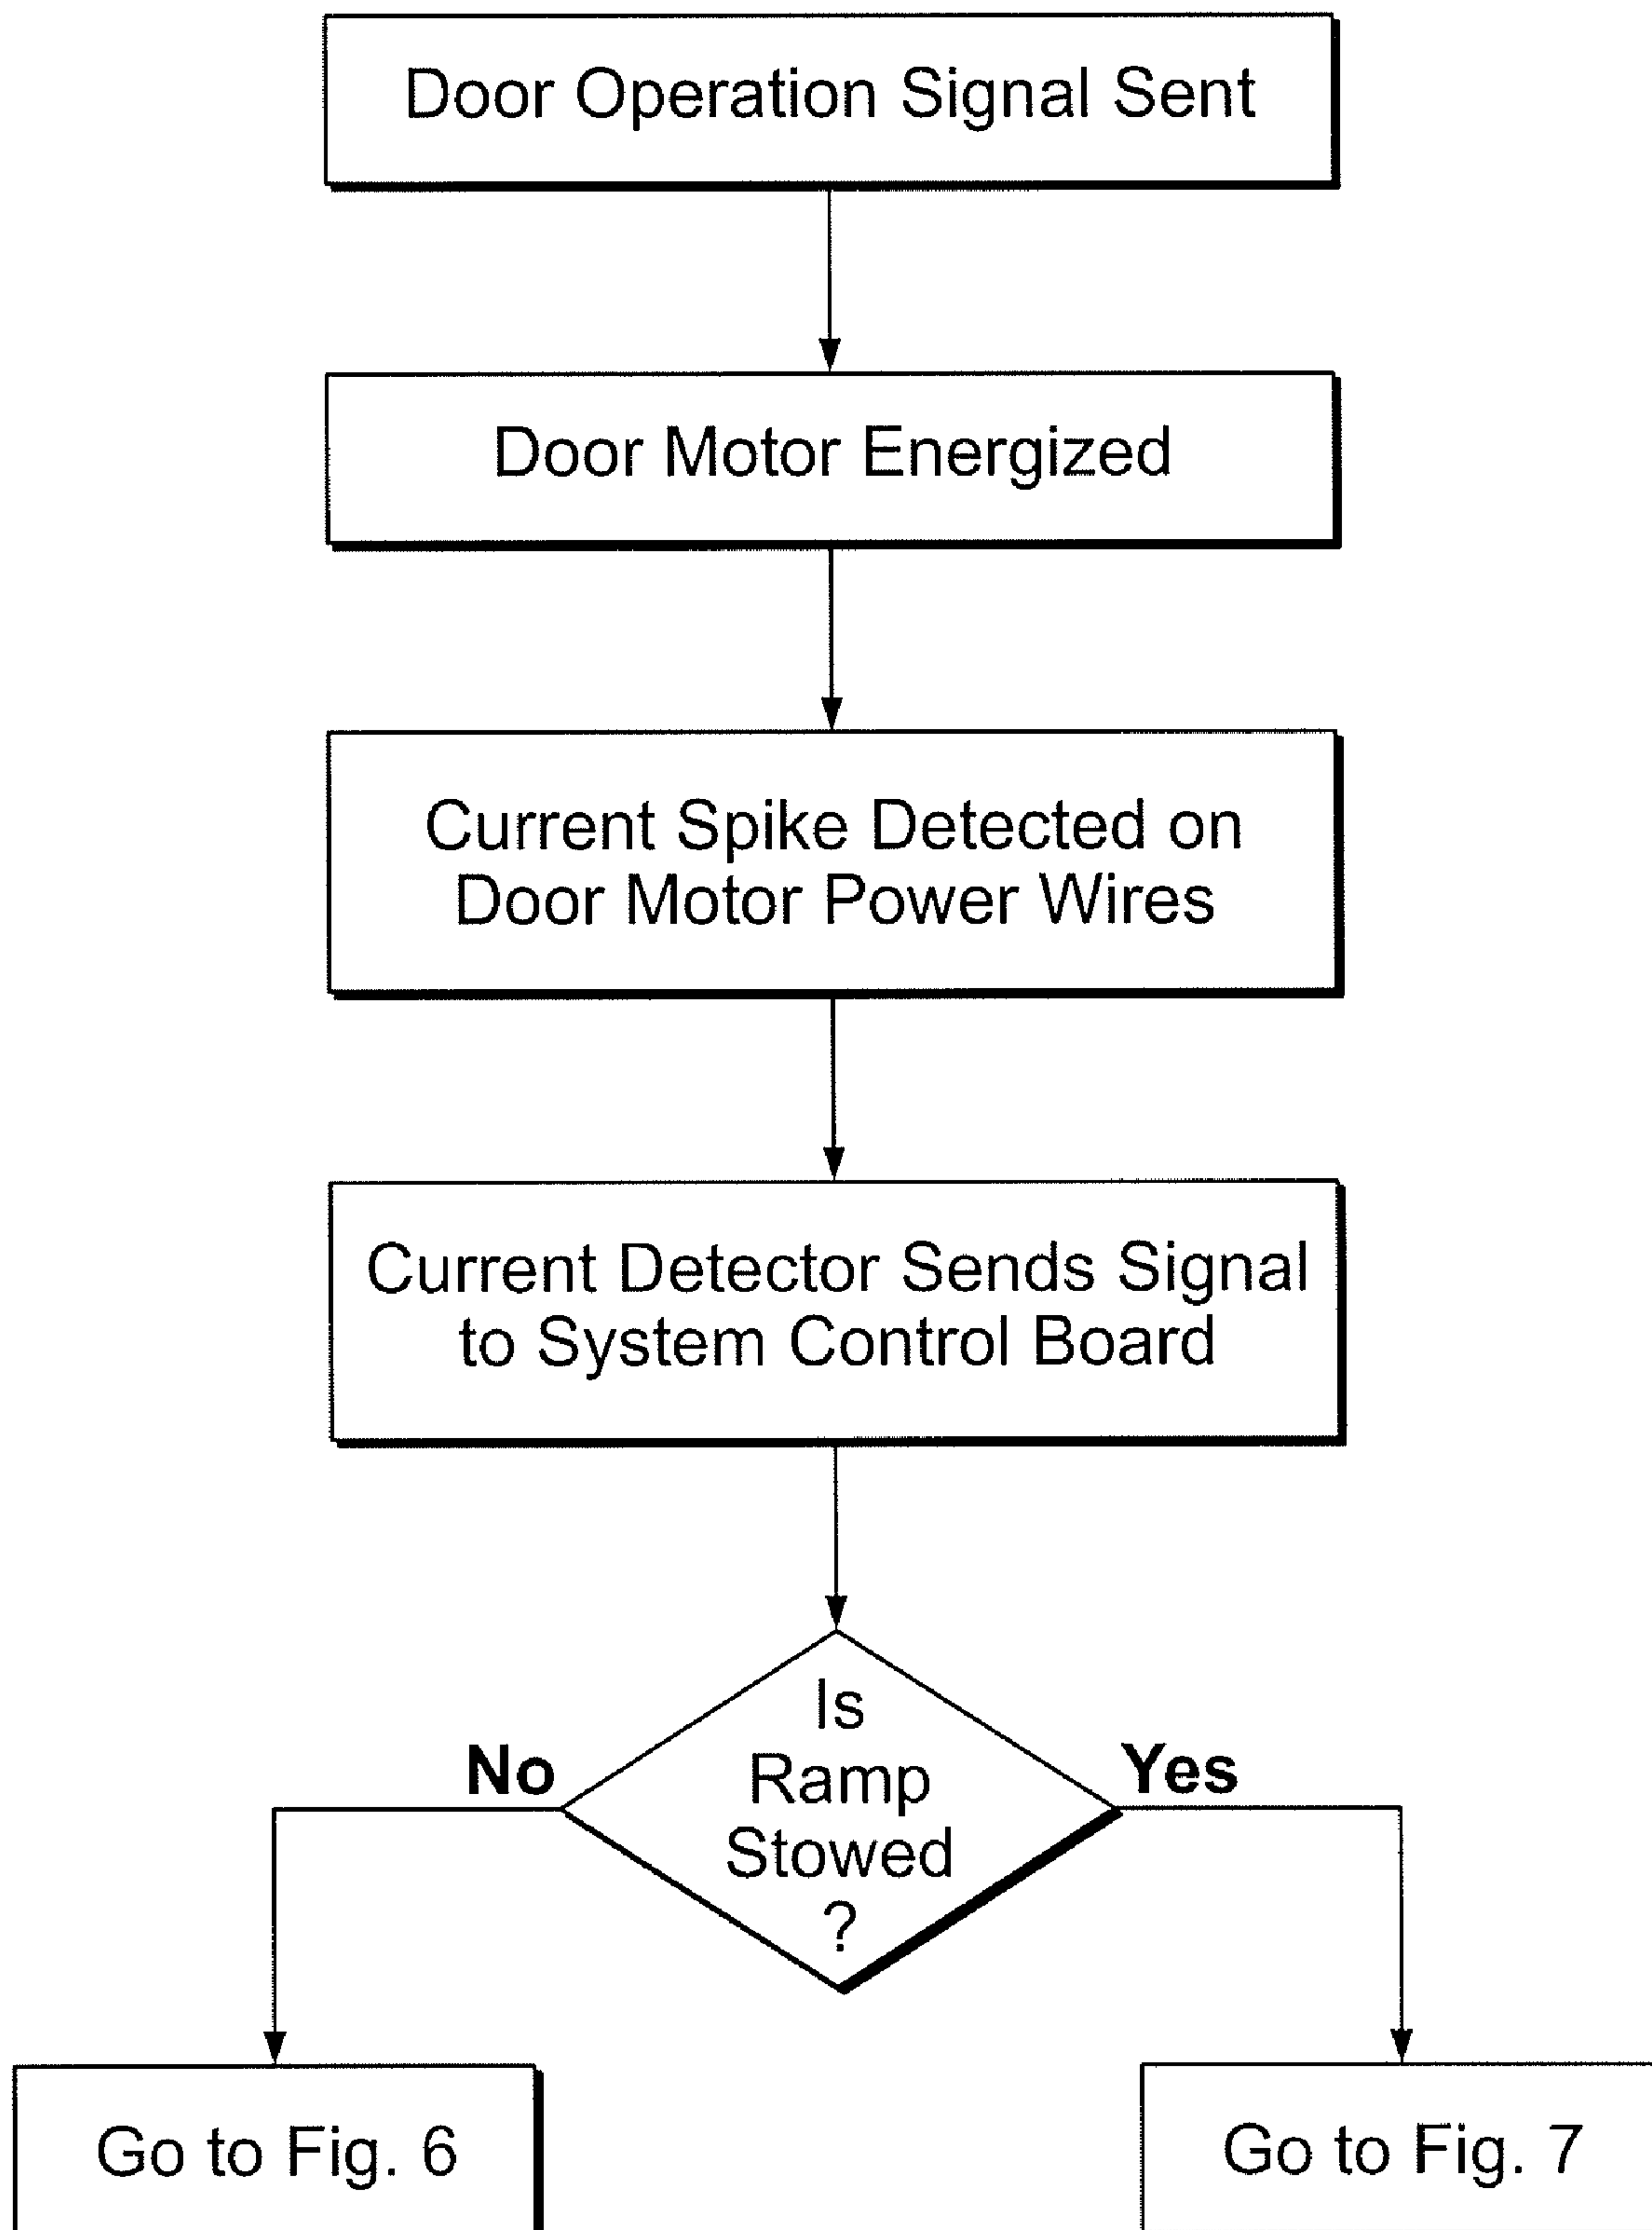 Door Operation Signal Sent
Door Motor Energized
Current Spike Detected on
Door Motor Power Wires
Current Detector Sends Signal
to System Control Board
Is
Ramp
Stowed
?
No
Yes
Go to Fig. 6
Go to Fig. 7